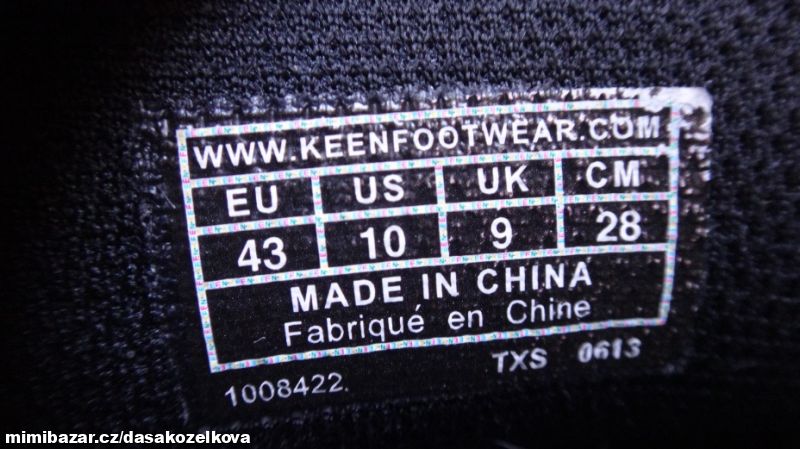 WWW.KEENFOOTWEAR.COM
EU US UK CM
43 10 9 28
MADE IN CHINA
Fabriqué en Chine
1008422. TXS 0613
mimibazar.cz/dasakozelkova